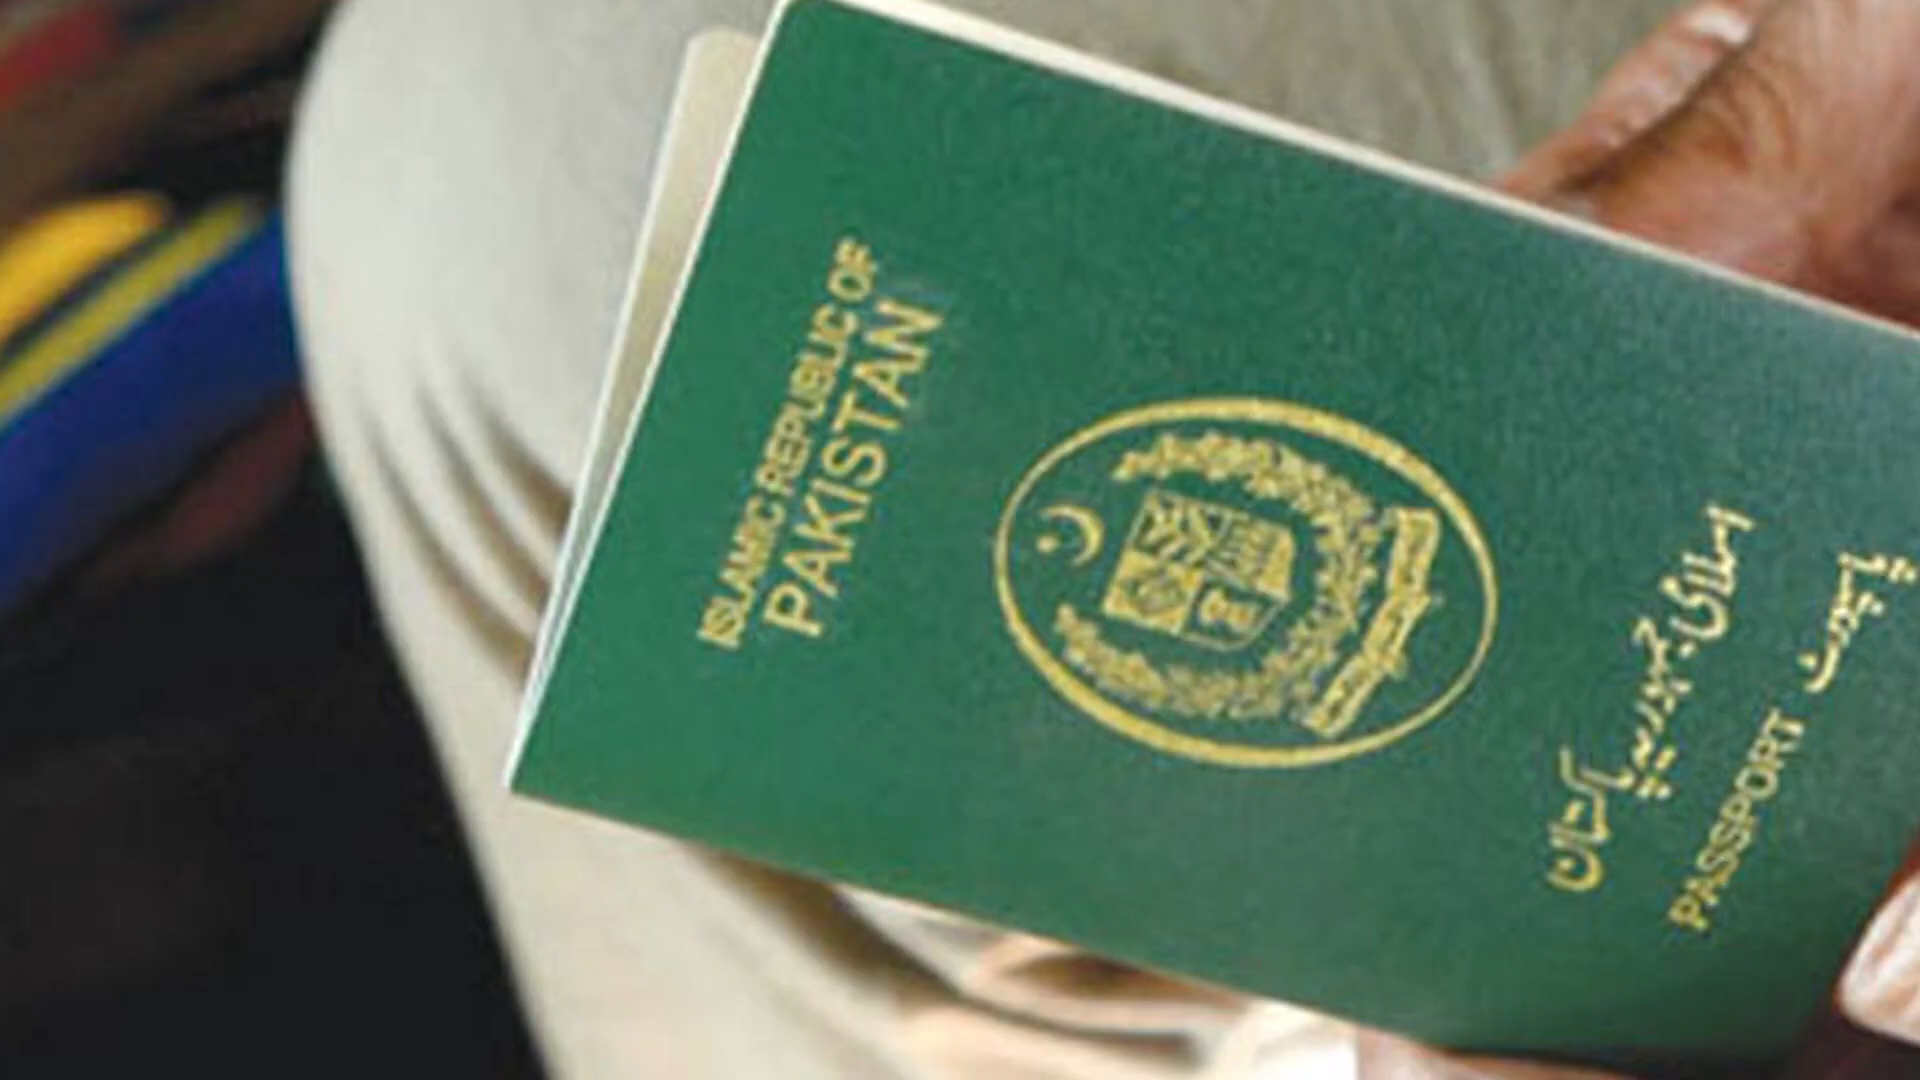 ISLAMIC REPUBLIC OF
PAKISTAN
اسلامی جمہوریہ پاکستان
PASSPORT پاسپورٹ